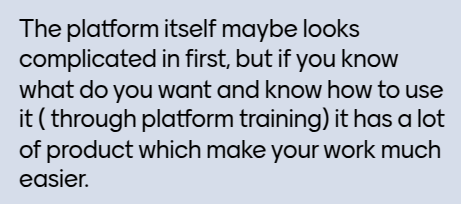 The platform itself maybe looks
complicated in first, but if you know
what do you want and know how to use
it ( through platform training) it has a lot
of product which make your work much
easier.